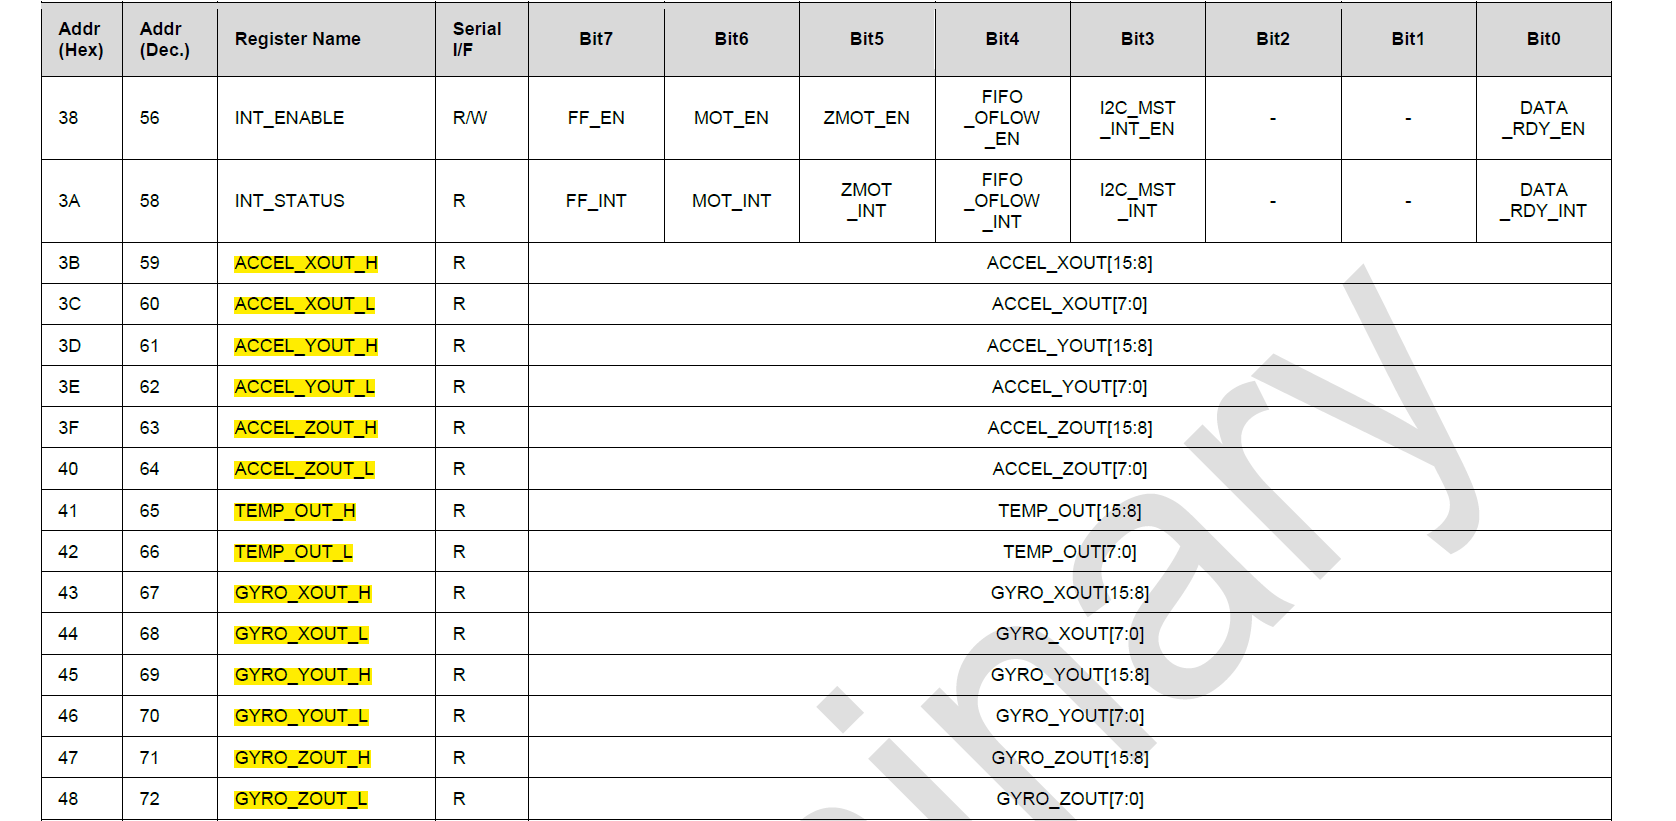 Addr (Hex) Addr (Dec.) Register Name Serial I/F Bit7 Bit6 Bit5 Bit4 Bit3 Bit2 Bit1 Bit0
38 56 INT_ENABLE R/W FF_EN MOT_EN ZMOT_EN FIFO _OFLOW _EN I2C_MST _INT_EN - - DATA _RDY_EN
3A 58 INT_STATUS R FF_INT MOT_INT ZMOT _INT FIFO _OFLOW _INT I2C_MST _INT - - DATA _RDY_INT
3B 59 ACCEL_XOUT_H R ACCEL_XOUT[15:8]
3C 60 ACCEL_XOUT_L R ACCEL_XOUT[7:0]
3D 61 ACCEL_YOUT_H R ACCEL_YOUT[15:8]
3E 62 ACCEL_YOUT_L R ACCEL_YOUT[7:0]
3F 63 ACCEL_ZOUT_H R ACCEL_ZOUT[15:8]
40 64 ACCEL_ZOUT_L R ACCEL_ZOUT[7:0]
41 65 TEMP_OUT_H R TEMP_OUT[15:8]
42 66 TEMP_OUT_L R TEMP_OUT[7:0]
43 67 GYRO_XOUT_H R GYRO_XOUT[15:8]
44 68 GYRO_XOUT_L R GYRO_XOUT[7:0]
45 69 GYRO_YOUT_H R GYRO_YOUT[15:8]
46 70 GYRO_YOUT_L R GYRO_YOUT[7:0]
47 71 GYRO_ZOUT_H R GYRO_ZOUT[15:8]
48 72 GYRO_ZOUT_L R GYRO_ZOUT[7:0]
inary